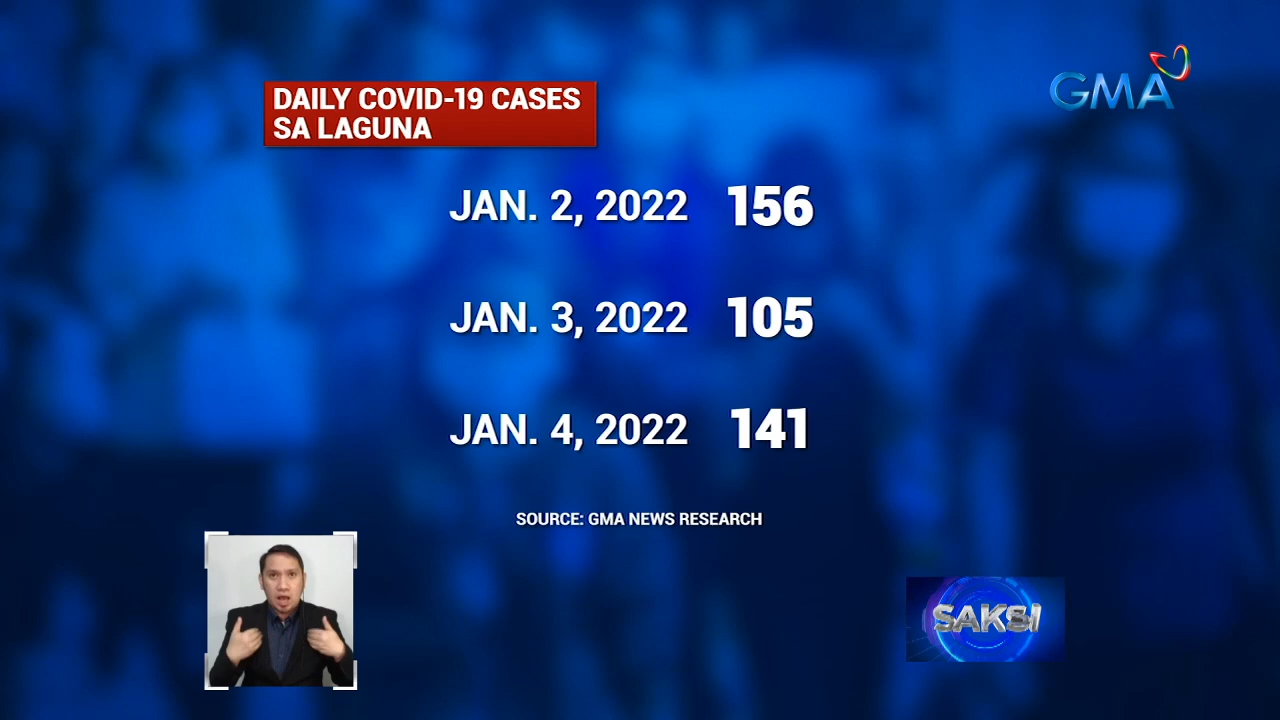 GMA
DAILY COVID-19 CASES
SA LAGUNA
JAN. 2, 2022 156
JAN. 3, 2022 105
JAN. 4, 2022 141
SOURCE: GMA NEWS RESEARCH
SAKSI